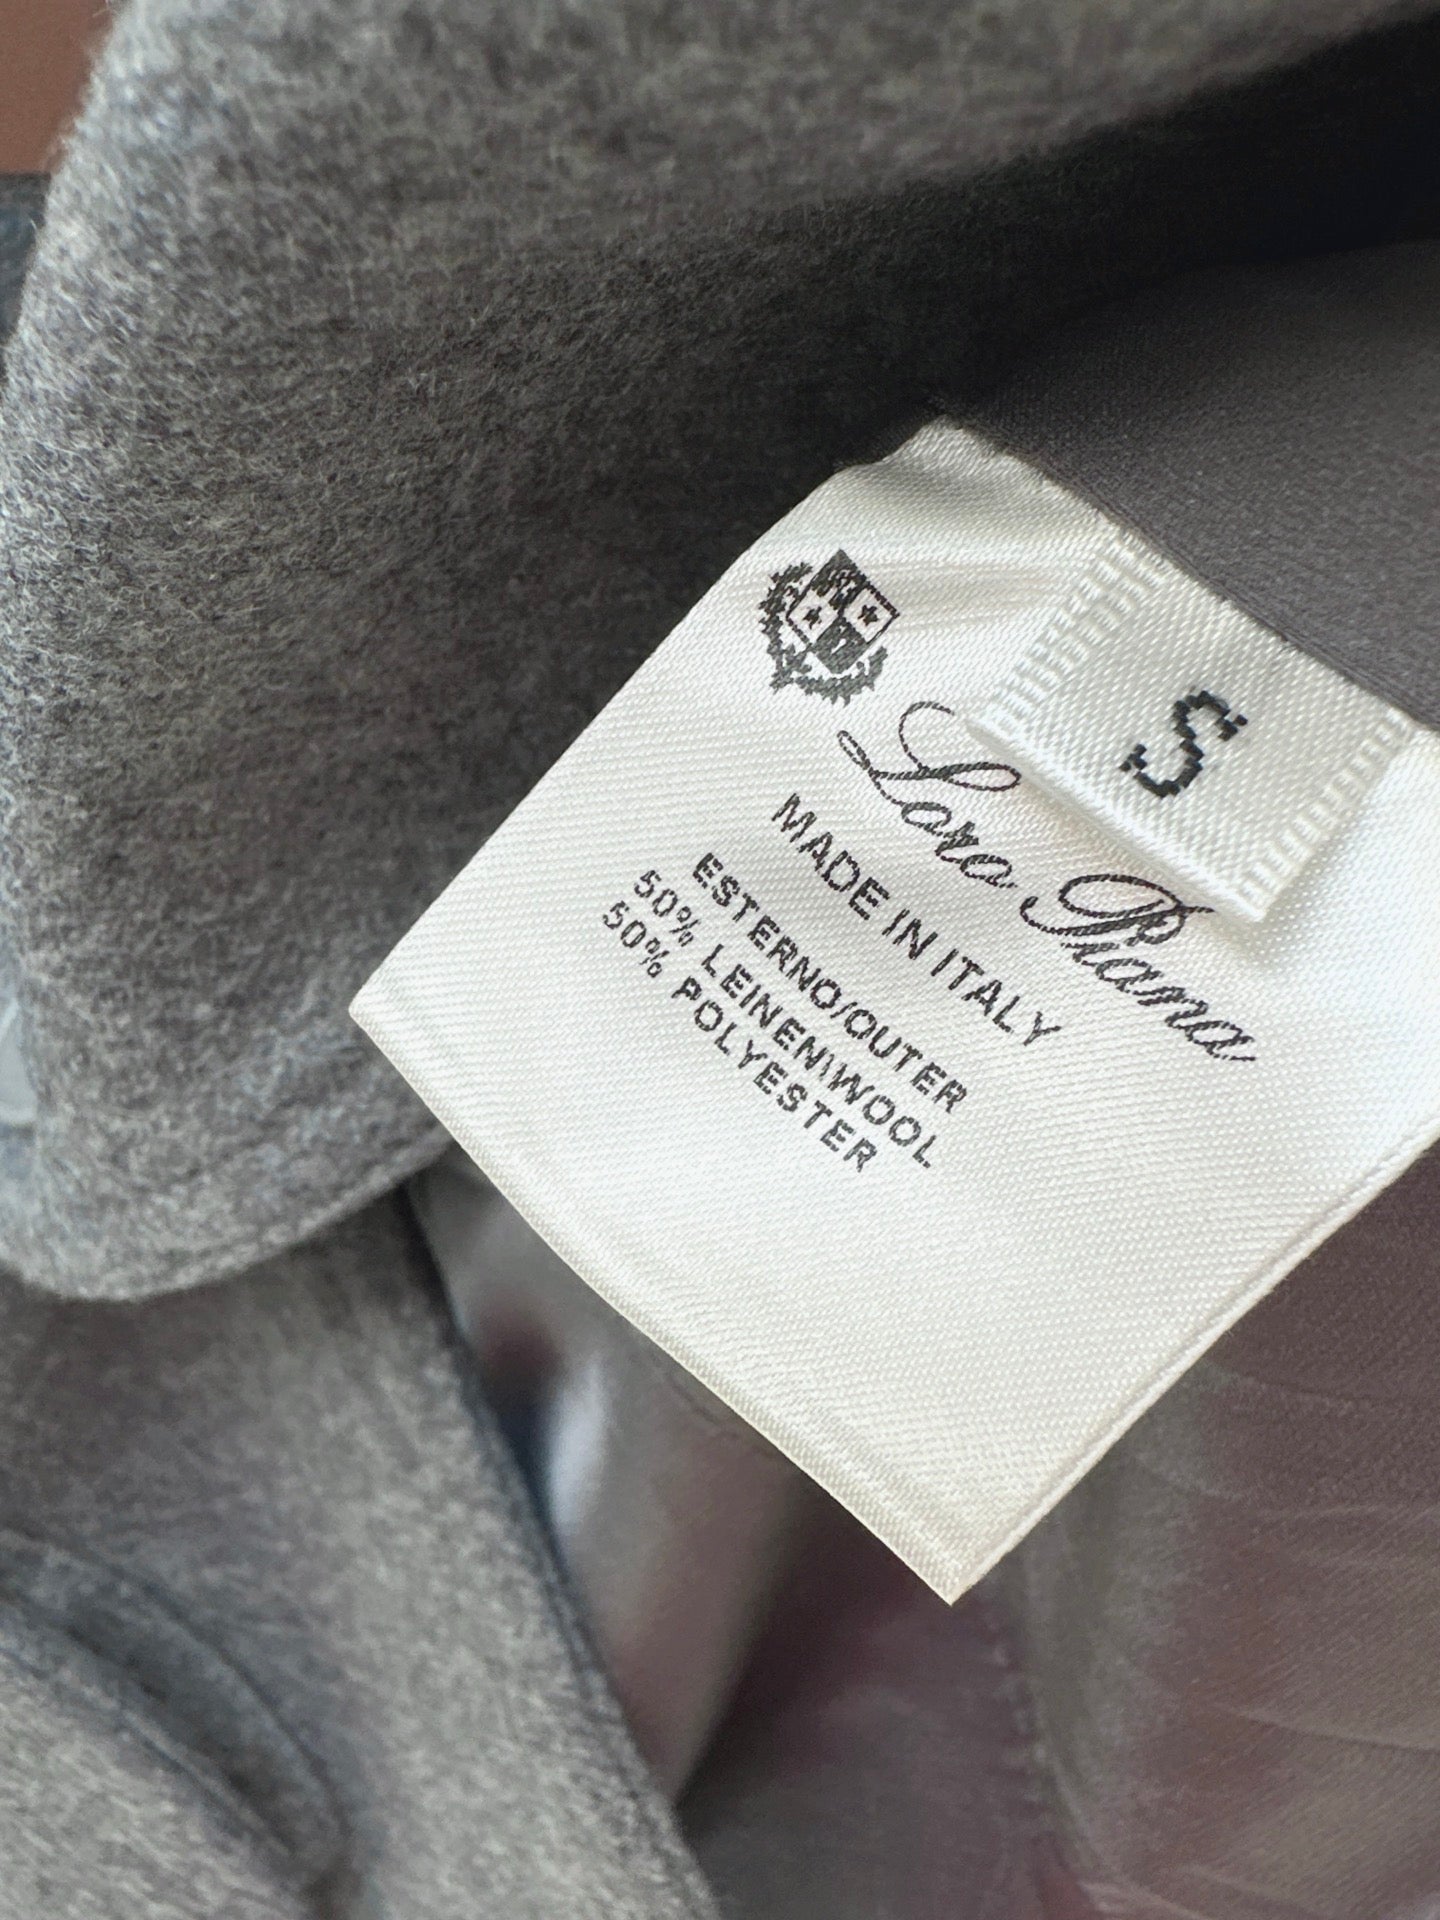 S
Loro Piana
MADE IN ITALY
ESTERNO/OUTER
50% LEINEN\WOOL
50% POLYESTER